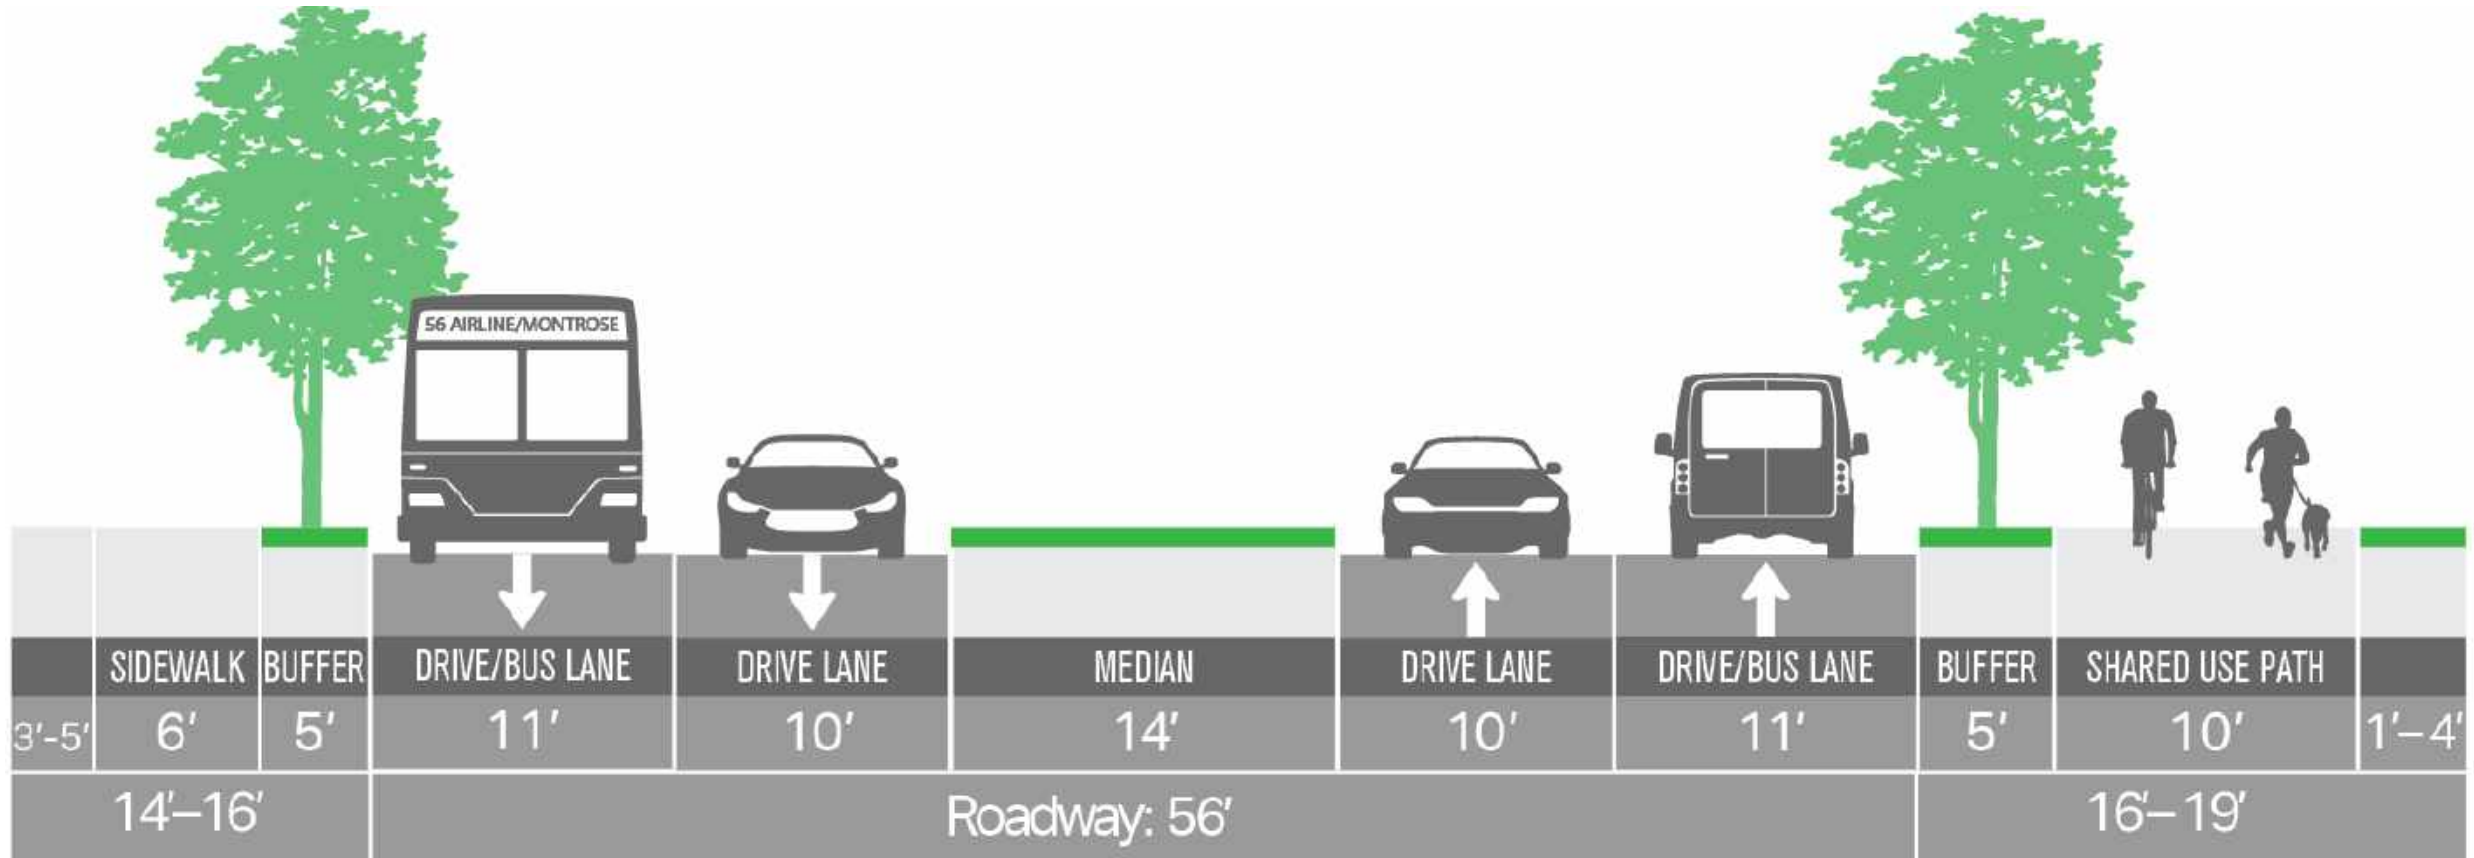 56 AIRLINE/MONTROSE
SIDEWALK BUFFER DRIVE/BUS LANE DRIVE LANE MEDIAN DRIVE LANE DRIVE/BUS LANE BUFFER SHARED USE PATH
3'-5' 6' 5' 11' 10' 14' 10' 11' 5' 10' 1'–4'
14'–16' Roadway: 56' 16'–19'